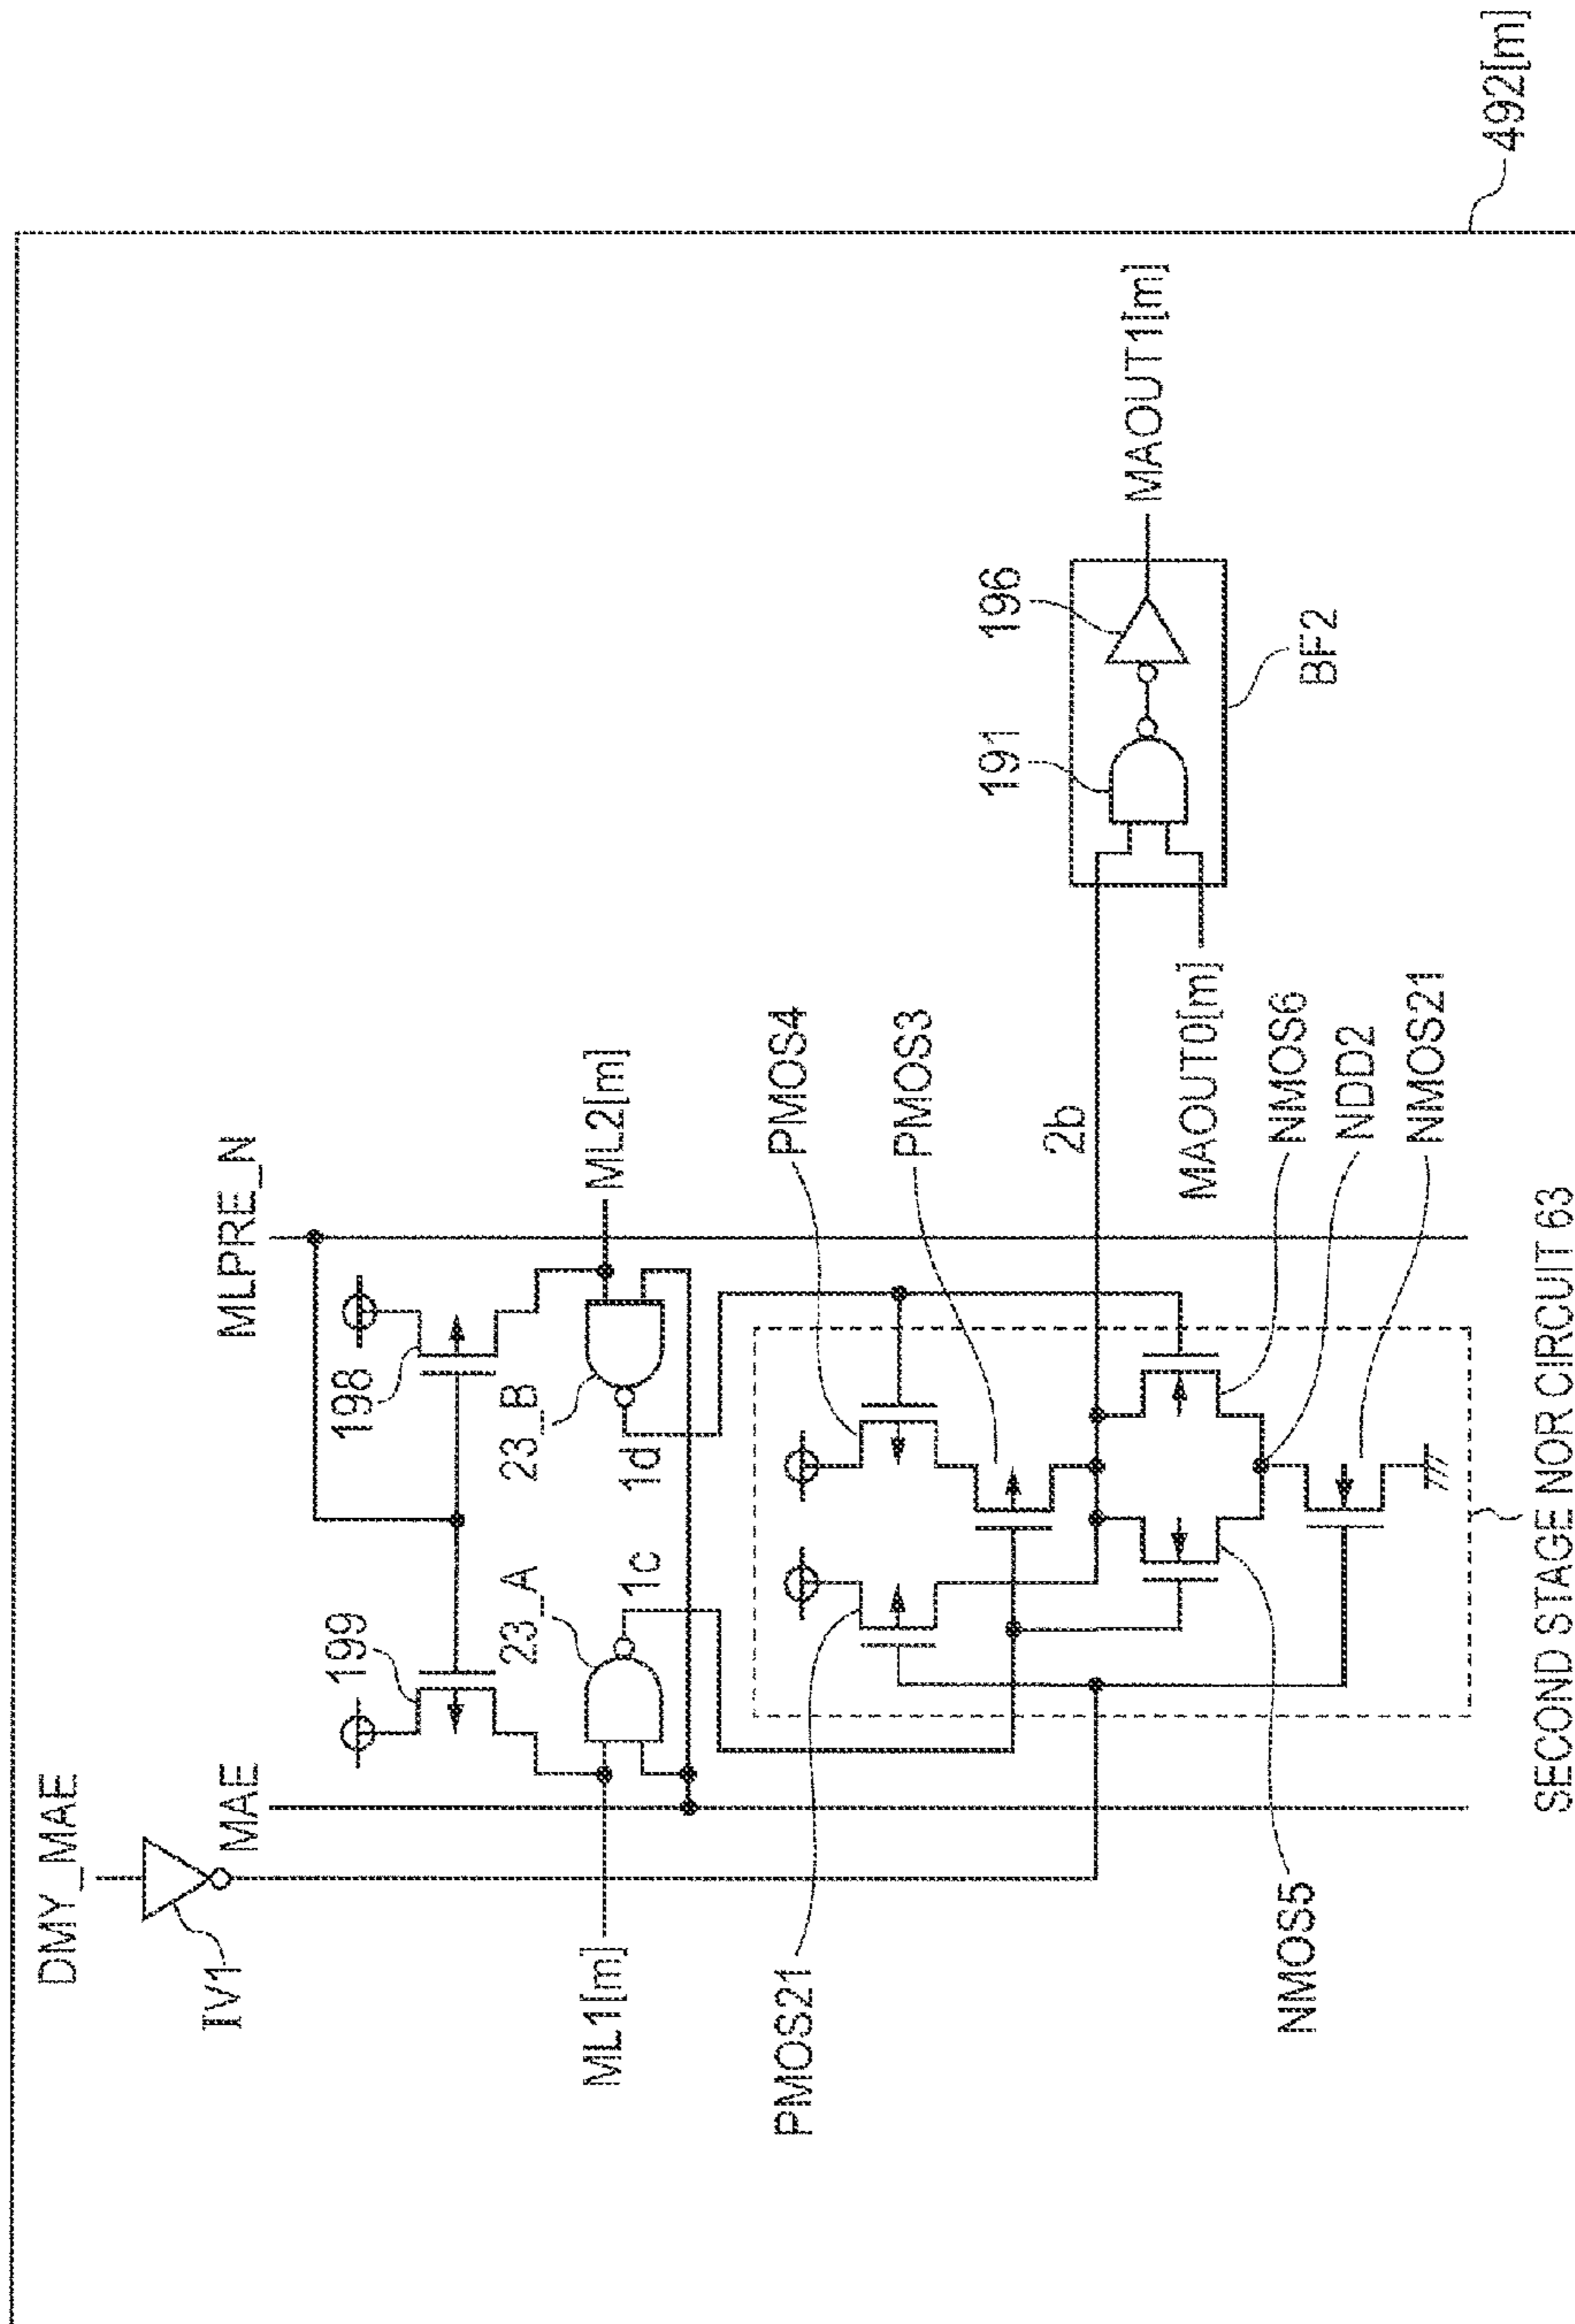 492[m]
DMY_MAE
IV1
MAE
MLPRE_N
199
198
23_A
23_B
1c
1d
ML1[m]
ML2[m]
PMOS21
PMOS4
PMOS3
2b
191
196
MAOUT1[m]
BF2
MAOUT0[m]
NMOS6
NDD2
NMOS21
NMOS5
SECOND STAGE NOR CIRCUIT 63